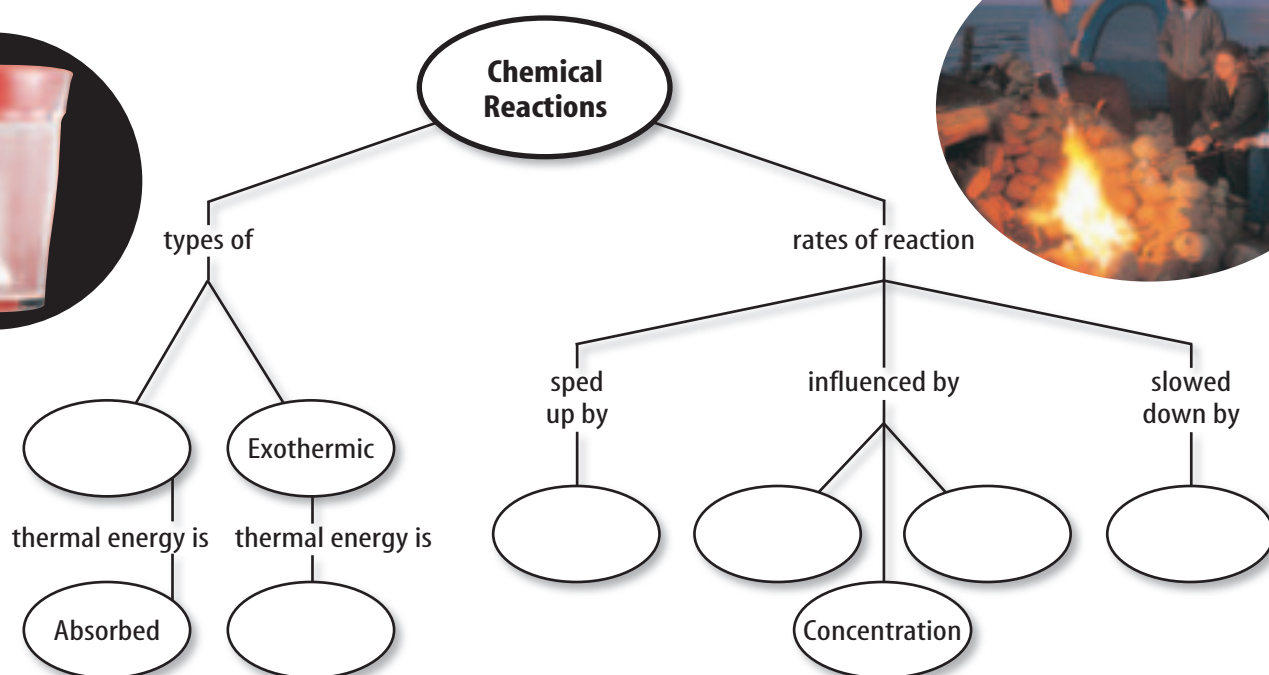 Chemical
Reactions
types of
rates of reaction
sped
up by
influenced by
slowed
down by
Exothermic
thermal energy is
thermal energy is
Absorbed
Concentration